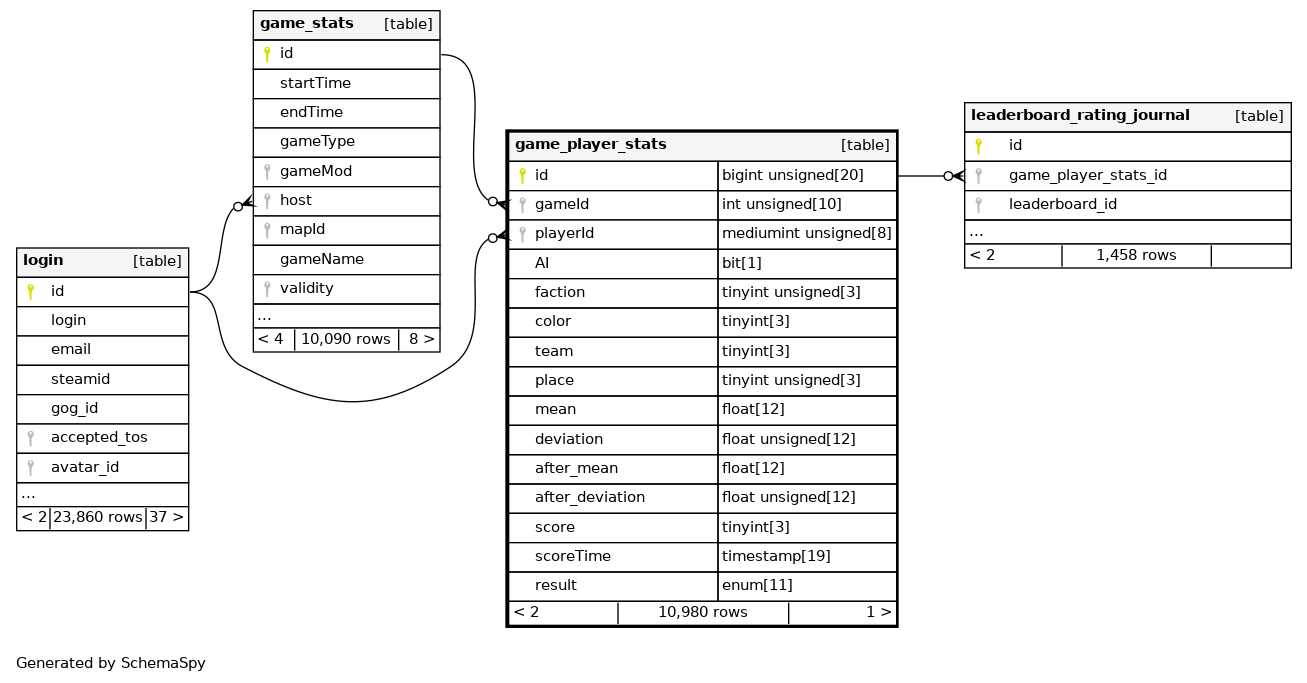 game_stats [table]
id
startTime
endTime
gameType
gameMod
host
mapId
gameName
validity
...
< 4 10,090 rows 8 >
login [table]
id
login
email
steamid
gog_id
accepted_tos
avatar_id
...
< 2 23,860 rows 37 >
game_player_stats [table]
id bigint unsigned[20]
gameId int unsigned[10]
playerId mediumint unsigned[8]
AI bit[1]
faction tinyint unsigned[3]
color tinyint[3]
team tinyint[3]
place tinyint unsigned[3]
mean float[12]
deviation float unsigned[12]
after_mean float[12]
after_deviation float unsigned[12]
score tinyint[3]
scoreTime timestamp[19]
result enum[11]
< 2 10,980 rows 1 >
leaderboard_rating_journal [table]
id
game_player_stats_id
leaderboard_id
...
< 2 1,458 rows
Generated by SchemaSpy